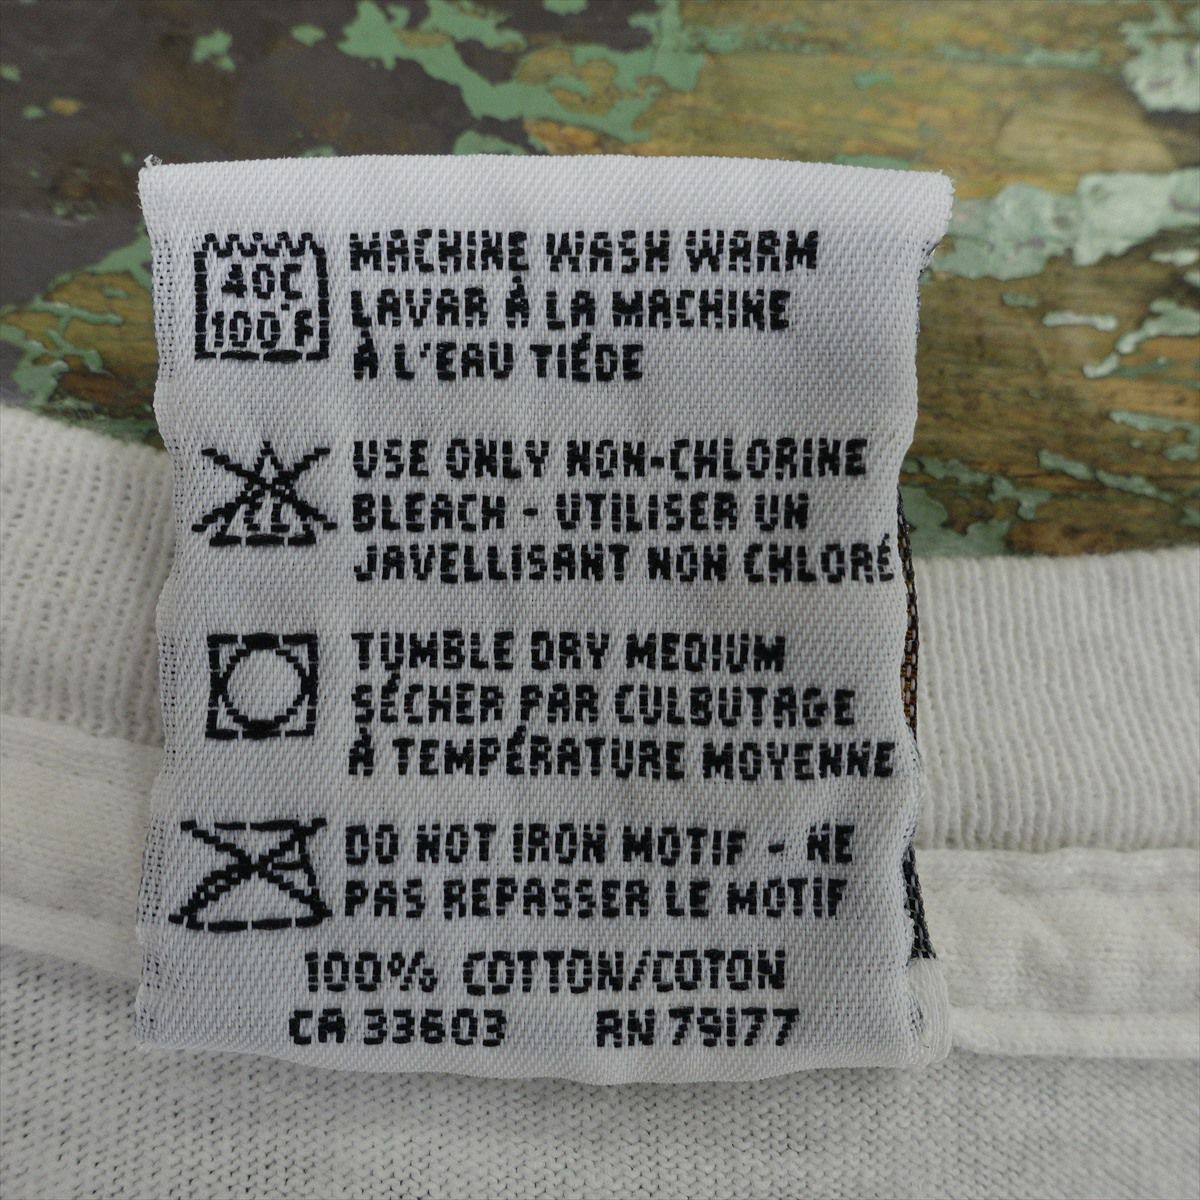 40C
100°F
MACHINE WASH WARM
LAVAR À LA MACHINE
À L'EAU TIÉDE
CL
USE ONLY NON-CHLORINE
BLEACH - UTILISER UN
JAVELLISANT NON CHLORÉ
TUMBLE DRY MEDIUM
SÉCHER PAR CULBUTAGE
À TEMPÉRATURE MOYENNE
DO NOT IRON MOTIF - NE
PAS REPASSER LE MOTIF
100% COTTON/COTON
CA 33603 RN 79177